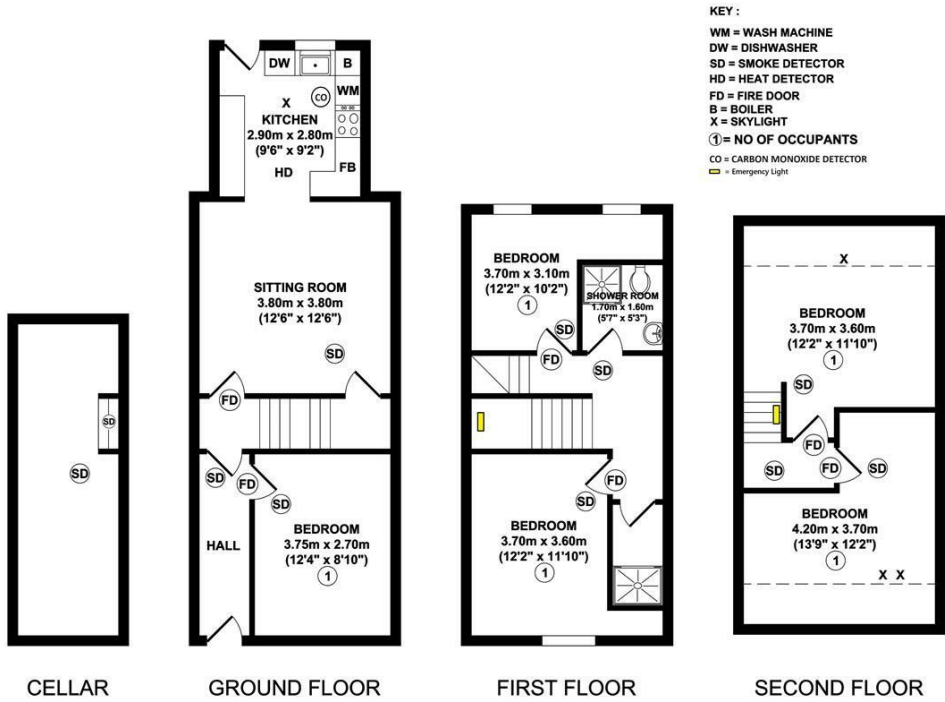 KEY :
WM = WASH MACHINE
DW = DISHWASHER
SD = SMOKE DETECTOR
HD = HEAT DETECTOR
FD = FIRE DOOR
B = BOILER
X = SKYLIGHT
1 = NO OF OCCUPANTS
CO = CARBON MONOXIDE DETECTOR
= Emergency Light
SD
SD
CELLAR
DW
B
WM
CO
X
KITCHEN
2.90m x 2.80m
(9'6" x 9'2")
HD
FB
SITTING ROOM
3.80m x 3.80m
(12'6" x 12'6")
SD
FD
SD
FD
SD
HALL
BEDROOM
3.75m x 2.70m
(12'4" x 8'10")
1
GROUND FLOOR
BEDROOM
3.70m x 3.10m
(12'2" x 10'2")
1
SHOWER ROOM
1.70m x 1.60m
(5'7" x 5'3")
SD
FD
SD
FD
SD
BEDROOM
3.70m x 3.60m
(12'2" x 11'10")
1
FIRST FLOOR
X
BEDROOM
3.70m x 3.60m
(12'2" x 11'10")
1
SD
FD
SD
FD
SD
BEDROOM
4.20m x 3.70m
(13'9" x 12'2")
1
X X
SECOND FLOOR